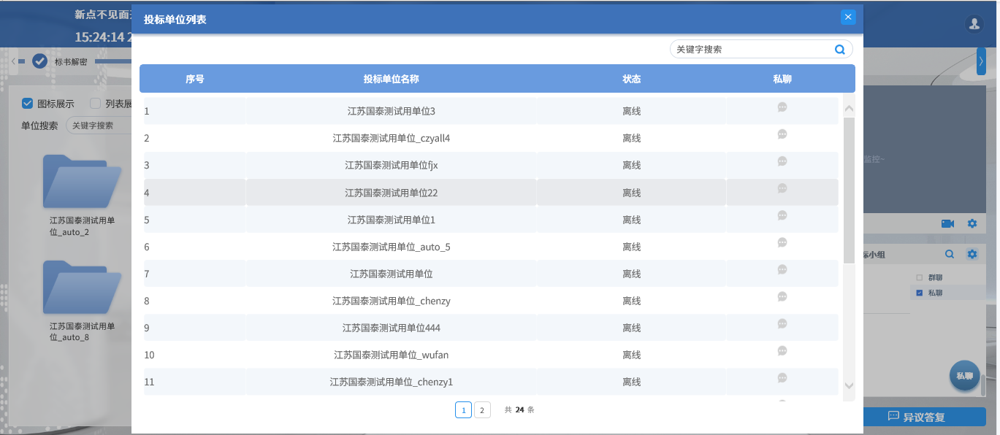 新点不见面
15:24:14 2
投标单位列表
标书解密
关键字搜索
图标展示
列表展
单位搜索
关键字搜索
江苏国泰测试用单
位_auto_2
江苏国泰测试用单
位_auto_8
序号 投标单位名称 状态 私聊
1 江苏国泰测试用单位3 离线
2 江苏国泰测试用单位_czyall4 离线
3 江苏国泰测试用单位fjx 离线
4 江苏国泰测试用单位22 离线
5 江苏国泰测试用单位1 离线
6 江苏国泰测试用单位_auto_5 离线
7 江苏国泰测试用单位 离线
8 江苏国泰测试用单位_chenzy 离线
9 江苏国泰测试用单位444 离线
10 江苏国泰测试用单位_wufan 离线
11 江苏国泰测试用单位_chenzy1 离线
1 2 共 24 条
监控~
标小组
群聊
私聊
私聊
异议答复